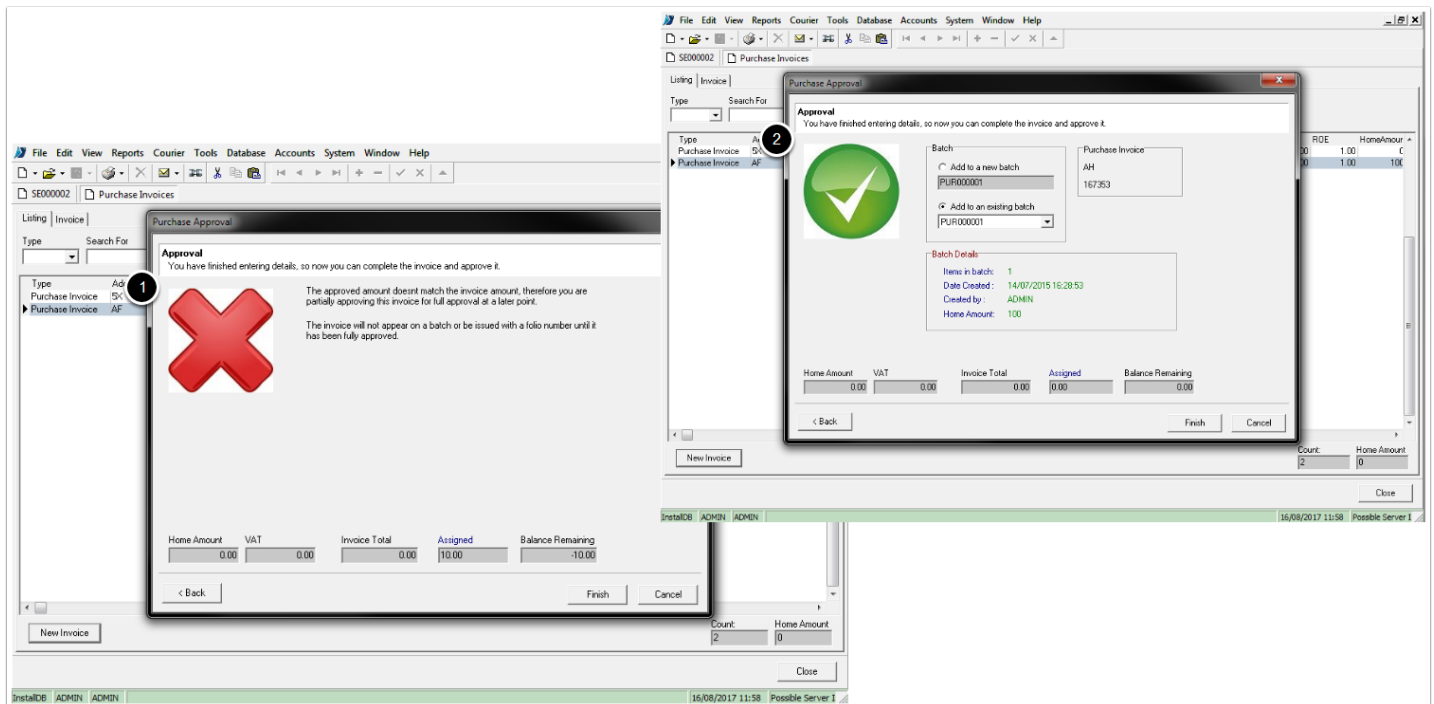 File Edit View Reports Courier Tools Database Accounts System Window Help
SE000002 Purchase Invoices
Listing Invoice
Type Search For
Type
Purchase Invoice
Purchase Invoice AF
1
Purchase Approval
Approval
You have finished entering details, so now you can complete the invoice and approve it.
The approved amount doesnt match the invoice amount, therefore you are
partially approving this invoice for full approval at a later point.
The invoice will not appear on a batch or be issued with a folio number until it
has been fully approved.
Home Amount VAT Invoice Total Assigned Balance Remaining
0.00 0.00 0.00 10.00 -10.00
< Back Finish Cancel
New Invoice
Count: Home Amount
2 0
Close
InstallDB ADMIN ADMIN 16/08/2017 11:58 Possble Server I
File Edit View Reports Courier Tools Database Accounts System Window Help
SE000002 Purchase Invoices
Listing Invoice
Type Search For
Type ROE HomeAmour
Purchase Invoice 1.00
Purchase Invoice AF 1.00
2
Purchase Approval
Approval
You have finished entering details, so now you can complete the invoice and approve it.
Batch
Add to a new batch
PUR000001
Add to an existing batch
PUR000001
Purchase Invoice
AH
167353
Batch Details
Items in batch: 1
Date Created : 14/07/2015 16:28:53
Created by : ADMIN
Home Amount: 100
Home Amount VAT Invoice Total Assigned Balance Remaining
0.00 0.00 0.00 0.00 0.00
< Back Finish Cancel
New Invoice
Count: Home Amount
2 0
Close
InstallDB ADMIN ADMIN 16/08/2017 11:58 Possble Server I